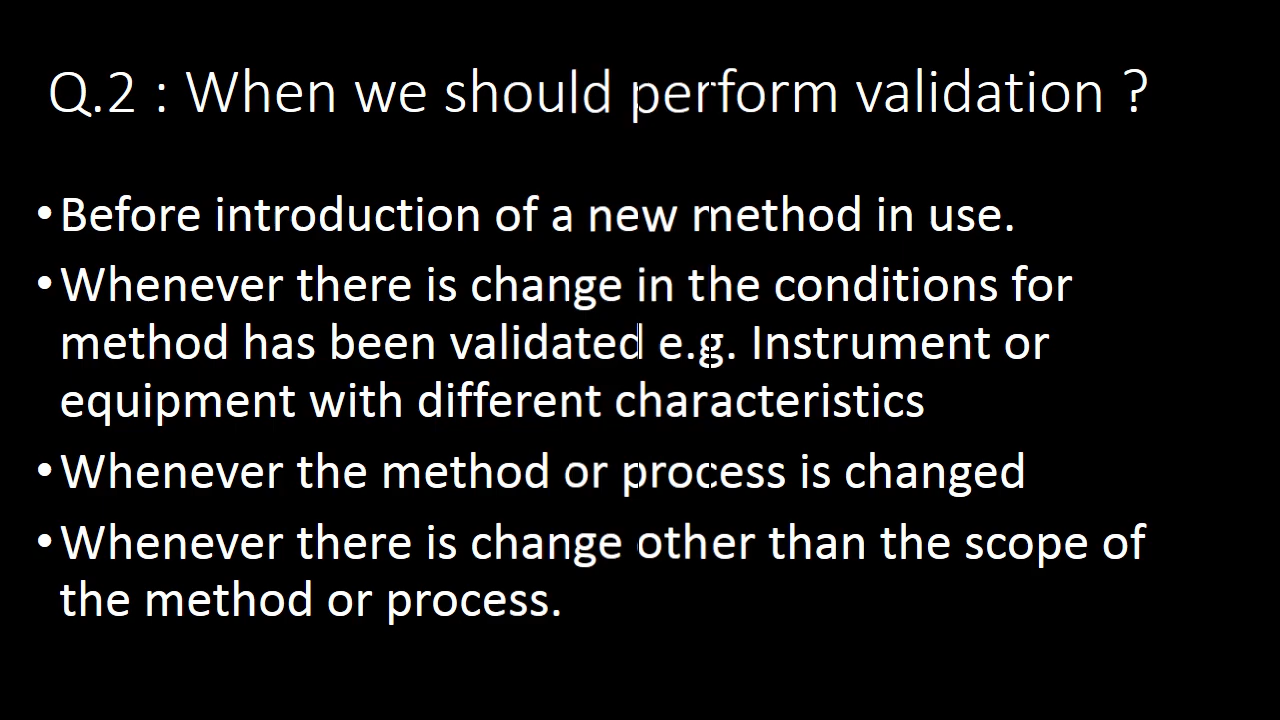 Q.2 : When we should perform validation ?
•Before introduction of a new method in use.
•Whenever there is change in the conditions for
method has been validated e.g. Instrument or
equipment with different characteristics
•Whenever the method or process is changed
•Whenever there is change other than the scope of
the method or process.